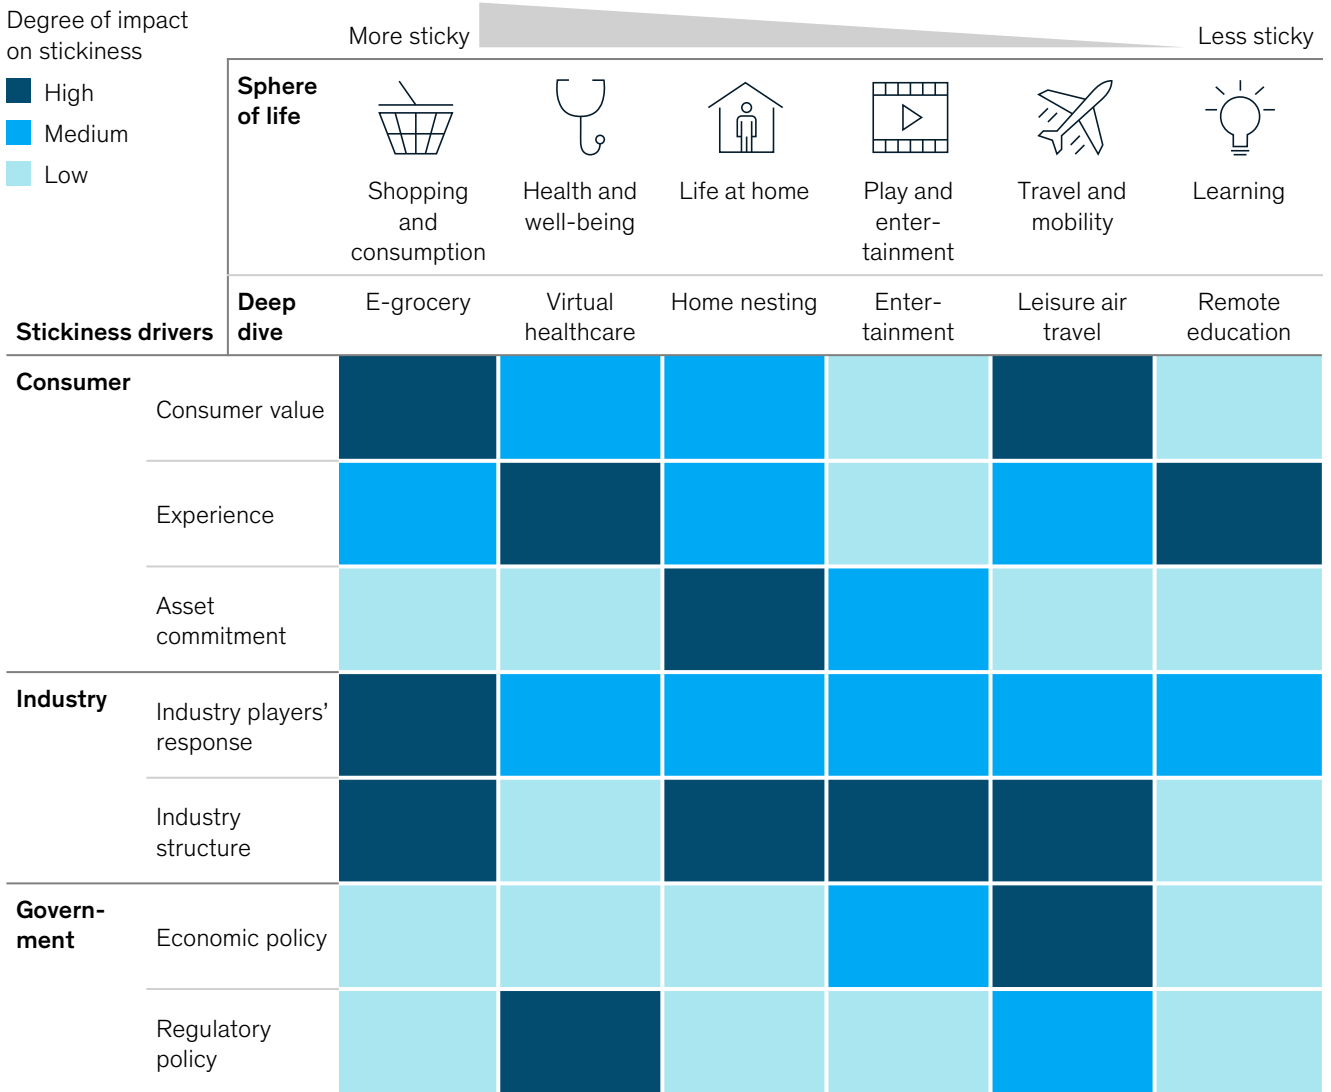 Degree of impact
on stickiness
High
Medium
Low
More sticky
Less sticky
Sphere
of life
Shopping
and
consumption
Health and
well-being
Life at home
Play and
enter-
tainment
Travel and
mobility
Learning
Stickiness drivers
Deep
dive
E-grocery
Virtual
healthcare
Home nesting
Enter-
tainment
Leisure air
travel
Remote
education
Consumer
Consumer value
Experience
Asset
commitment
Industry
Industry players’
response
Industry
structure
Govern-
ment
Economic policy
Regulatory
policy